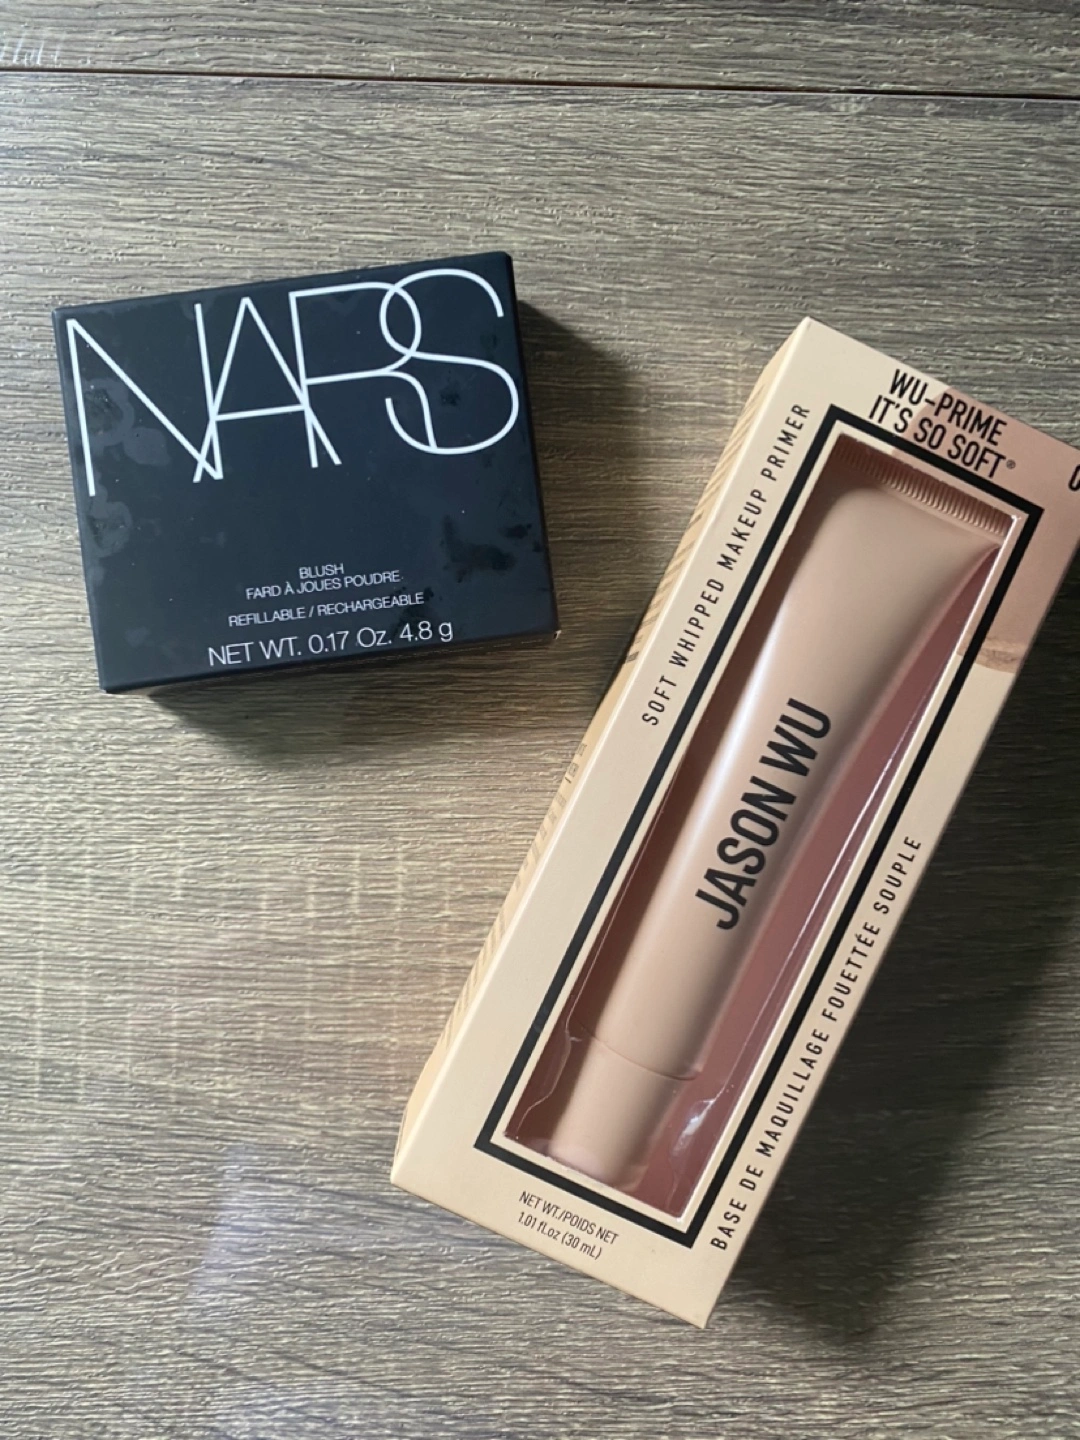 NARS
BLUSH
FARD À JOUES POUDRE
REFILLABLE / RECHARGEABLE
NET WT. 0.17 Oz. 4.8 g
WU-PRIME
IT'S SO SOFT®
SOFT WHIPPED MAKEUP PRIMER
JASON WU
BASE DE MAQUILLAGE FOUETTÉE SOUPLE
NET WT./POIDS NET
1.01 fl.oz (30 mL)